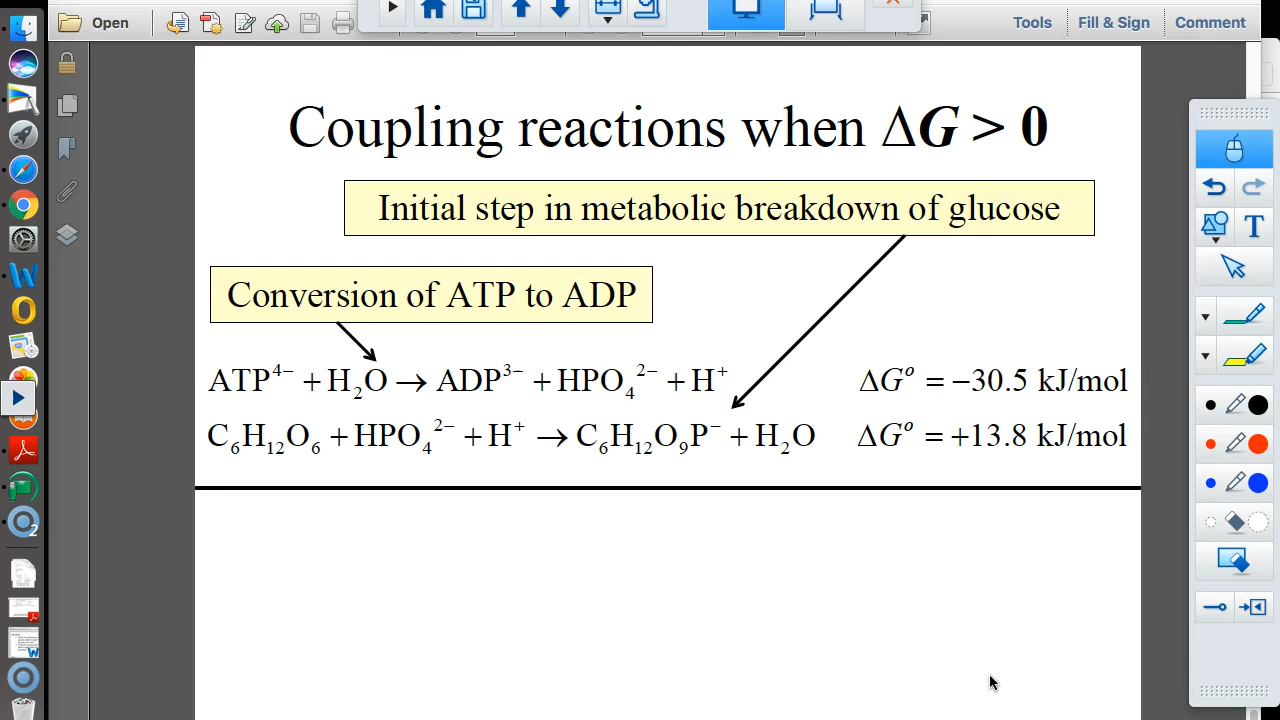 Open
Tools
Fill & Sign
Comment
Coupling reactions when ΔG > 0
Initial step in metabolic breakdown of glucose
Conversion of ATP to ADP
ATP⁴⁻ + H₂O → ADP³⁻ + HPO₄²⁻ + H⁺ ΔG° = −30.5 kJ/mol
C₆H₁₂O₆ + HPO₄²⁻ + H⁺ → C₆H₁₂O₉P⁻ + H₂O ΔG° = +13.8 kJ/mol
T
2